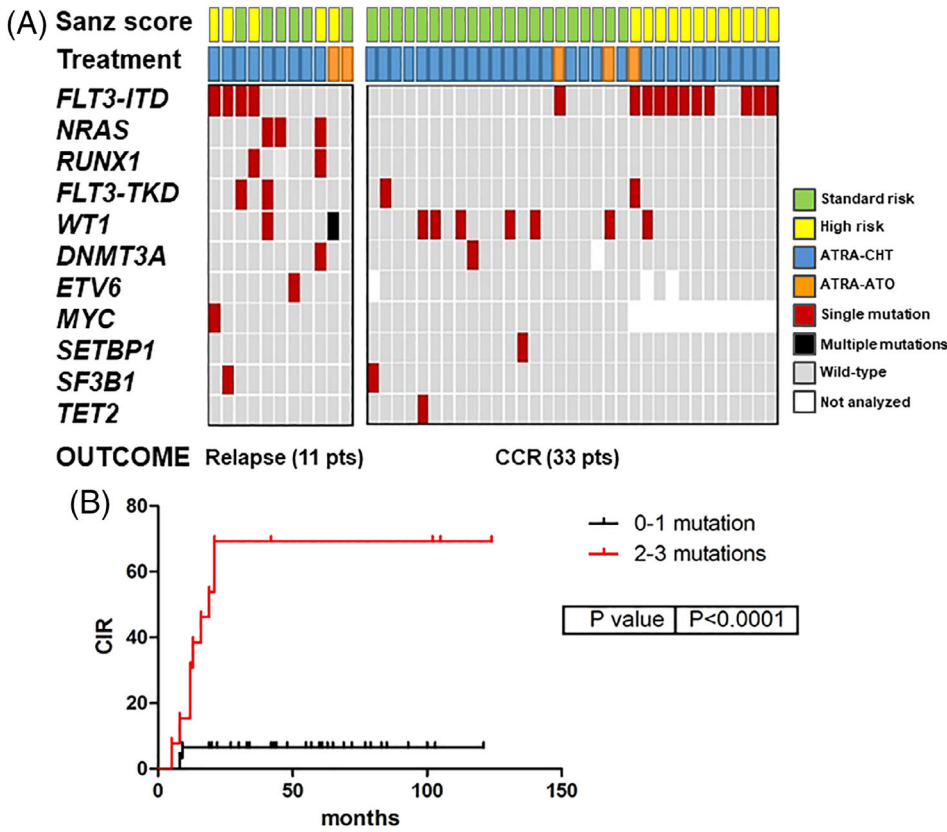 (A) Sanz score
Treatment
FLT3-ITD
NRAS
RUNX1
FLT3-TKD
WT1
DNMT3A
ETV6
MYC
SETBP1
SF3B1
TET2
Standard risk
High risk
ATRA-CHT
ATRA-ATO
Single mutation
Multiple mutations
Wild-type
Not analyzed
OUTCOME Relapse (11 pts) CCR (33 pts)
(B)
80
60
40
20
0
CIR
0 50 100 150
months
0-1 mutation
2-3 mutations
P value P<0.0001